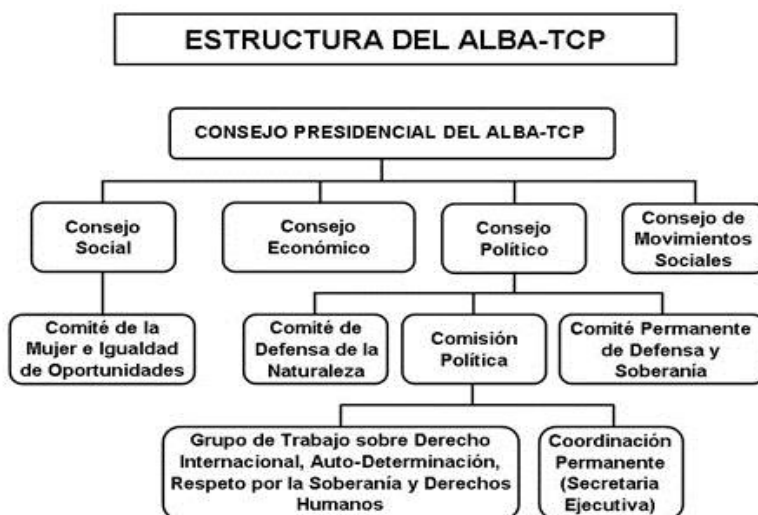 ESTRUCTURA DEL ALBA-TCP
CONSEJO PRESIDENCIAL DEL ALBA-TCP
Consejo
Social
Consejo
Económico
Consejo
Político
Consejo de
Movimientos
Sociales
Comité de la
Mujer e Igualdad
de Oportunidades
Comité de
Defensa de la
Naturaleza
Comisión
Política
Comité Permanente
de Defensa y
Soberanía
Grupo de Trabajo sobre Derecho
Internacional, Auto-Determinación,
Respeto por la Soberanía y Derechos
Humanos
Coordinación
Permanente
(Secretaria
Ejecutiva)